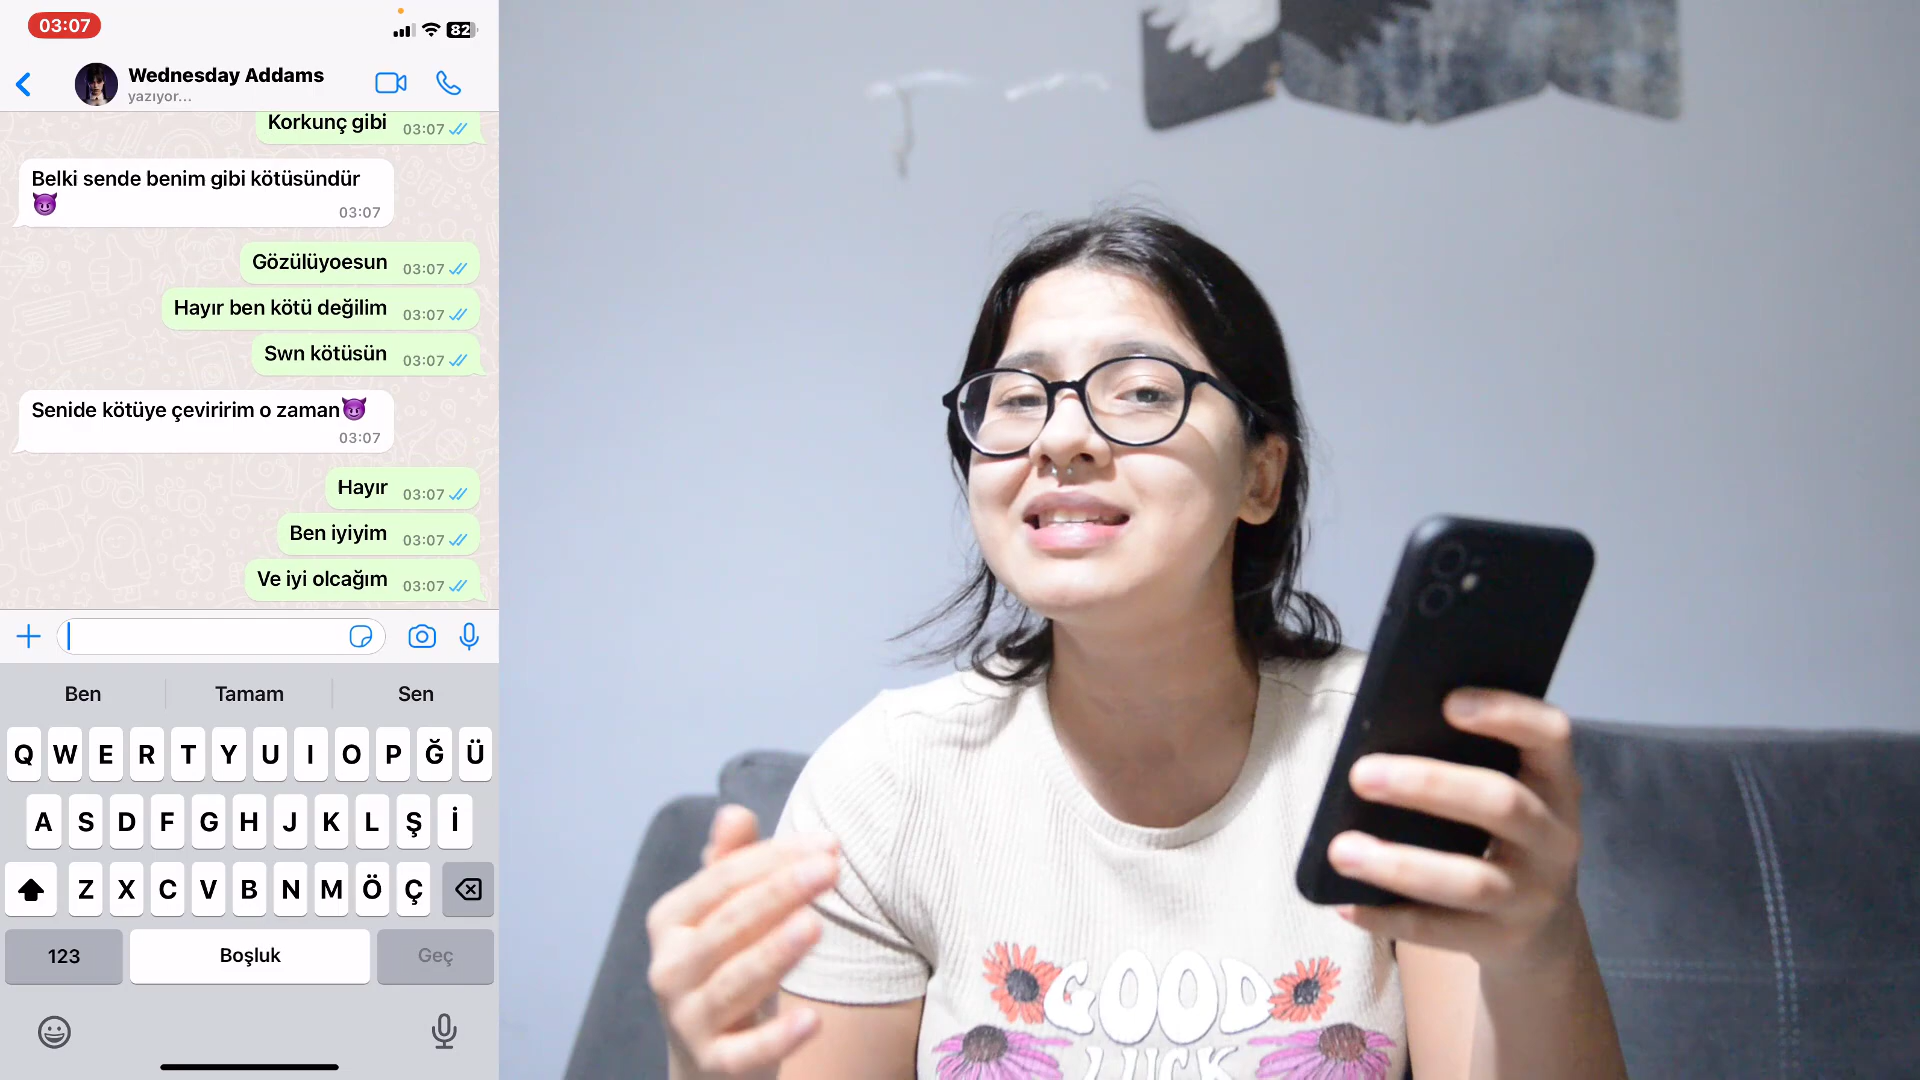 03:07
82
Wednesday Addams
yazıyor...
Korkunç gibi 03:07
Belki sende benim gibi kötüsündür
😈
03:07
Gözülüyoesun 03:07
Hayır ben kötü değilim 03:07
Swn kötüsün 03:07
Senide kötüye çeviririm o zaman😈
03:07
Hayır 03:07
Ben iyiyim 03:07
Ve iyi olcağım 03:07
Ben Tamam Sen
Q W E R T Y U I O P Ğ Ü
A S D F G H J K L Ş İ
Z X C V B N M Ö Ç
123 Boşluk Geç
GOOD
LUCK